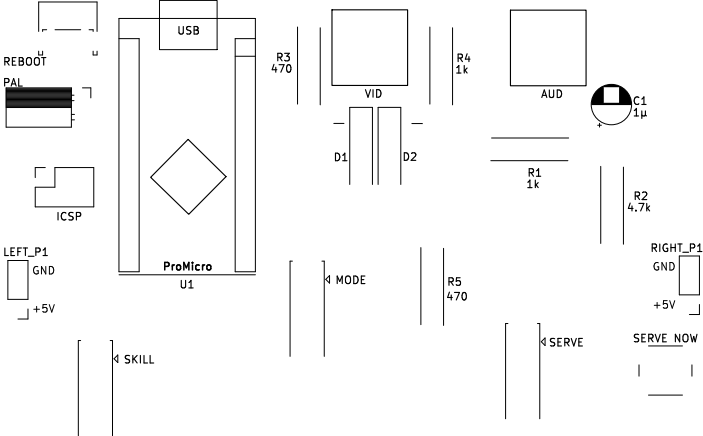 USB
R3
470
R4
1k
REBOOT
PAL
VID
AUD
C1
1µ
+
D1
D2
R1
1k
R2
4.7k
ICSP
LEFT_P1
GND
+5V
ProMicro
U1
MODE
R5
470
RIGHT_P1
GND
+5V
SKILL
SERVE
SERVE NOW